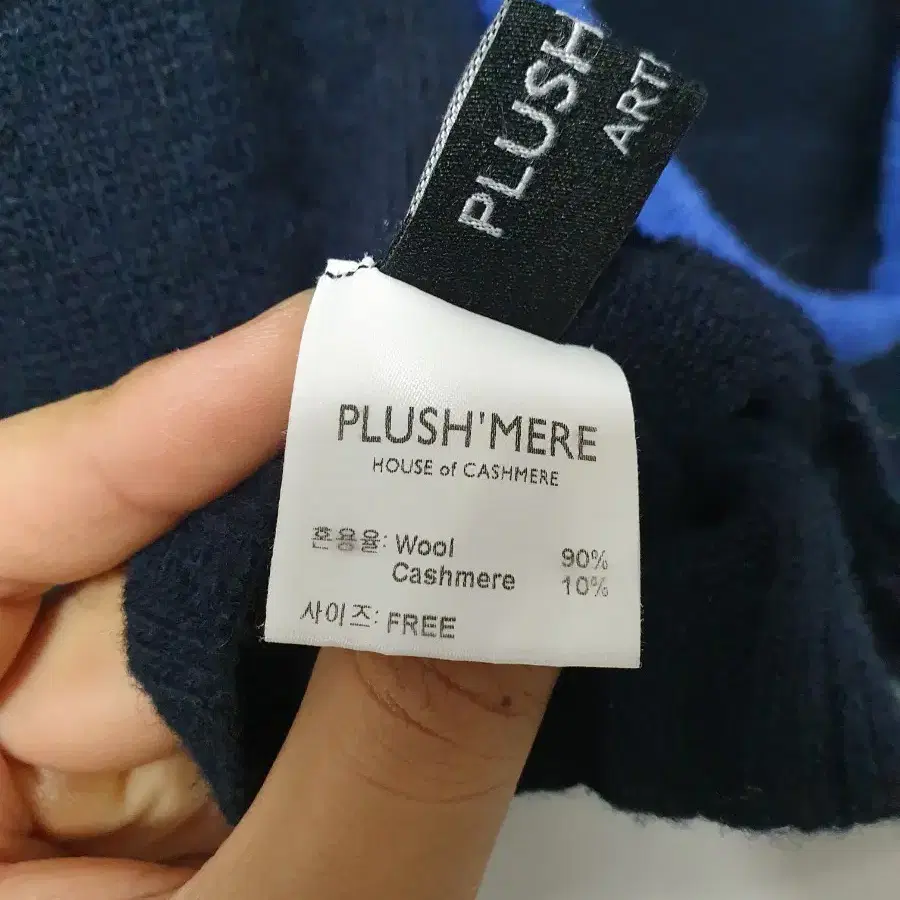 PLUSH
ART
PLUSH'MERE
HOUSE of CASHMERE
혼용율: Wool 90%
Cashmere 10%
사이즈: FREE